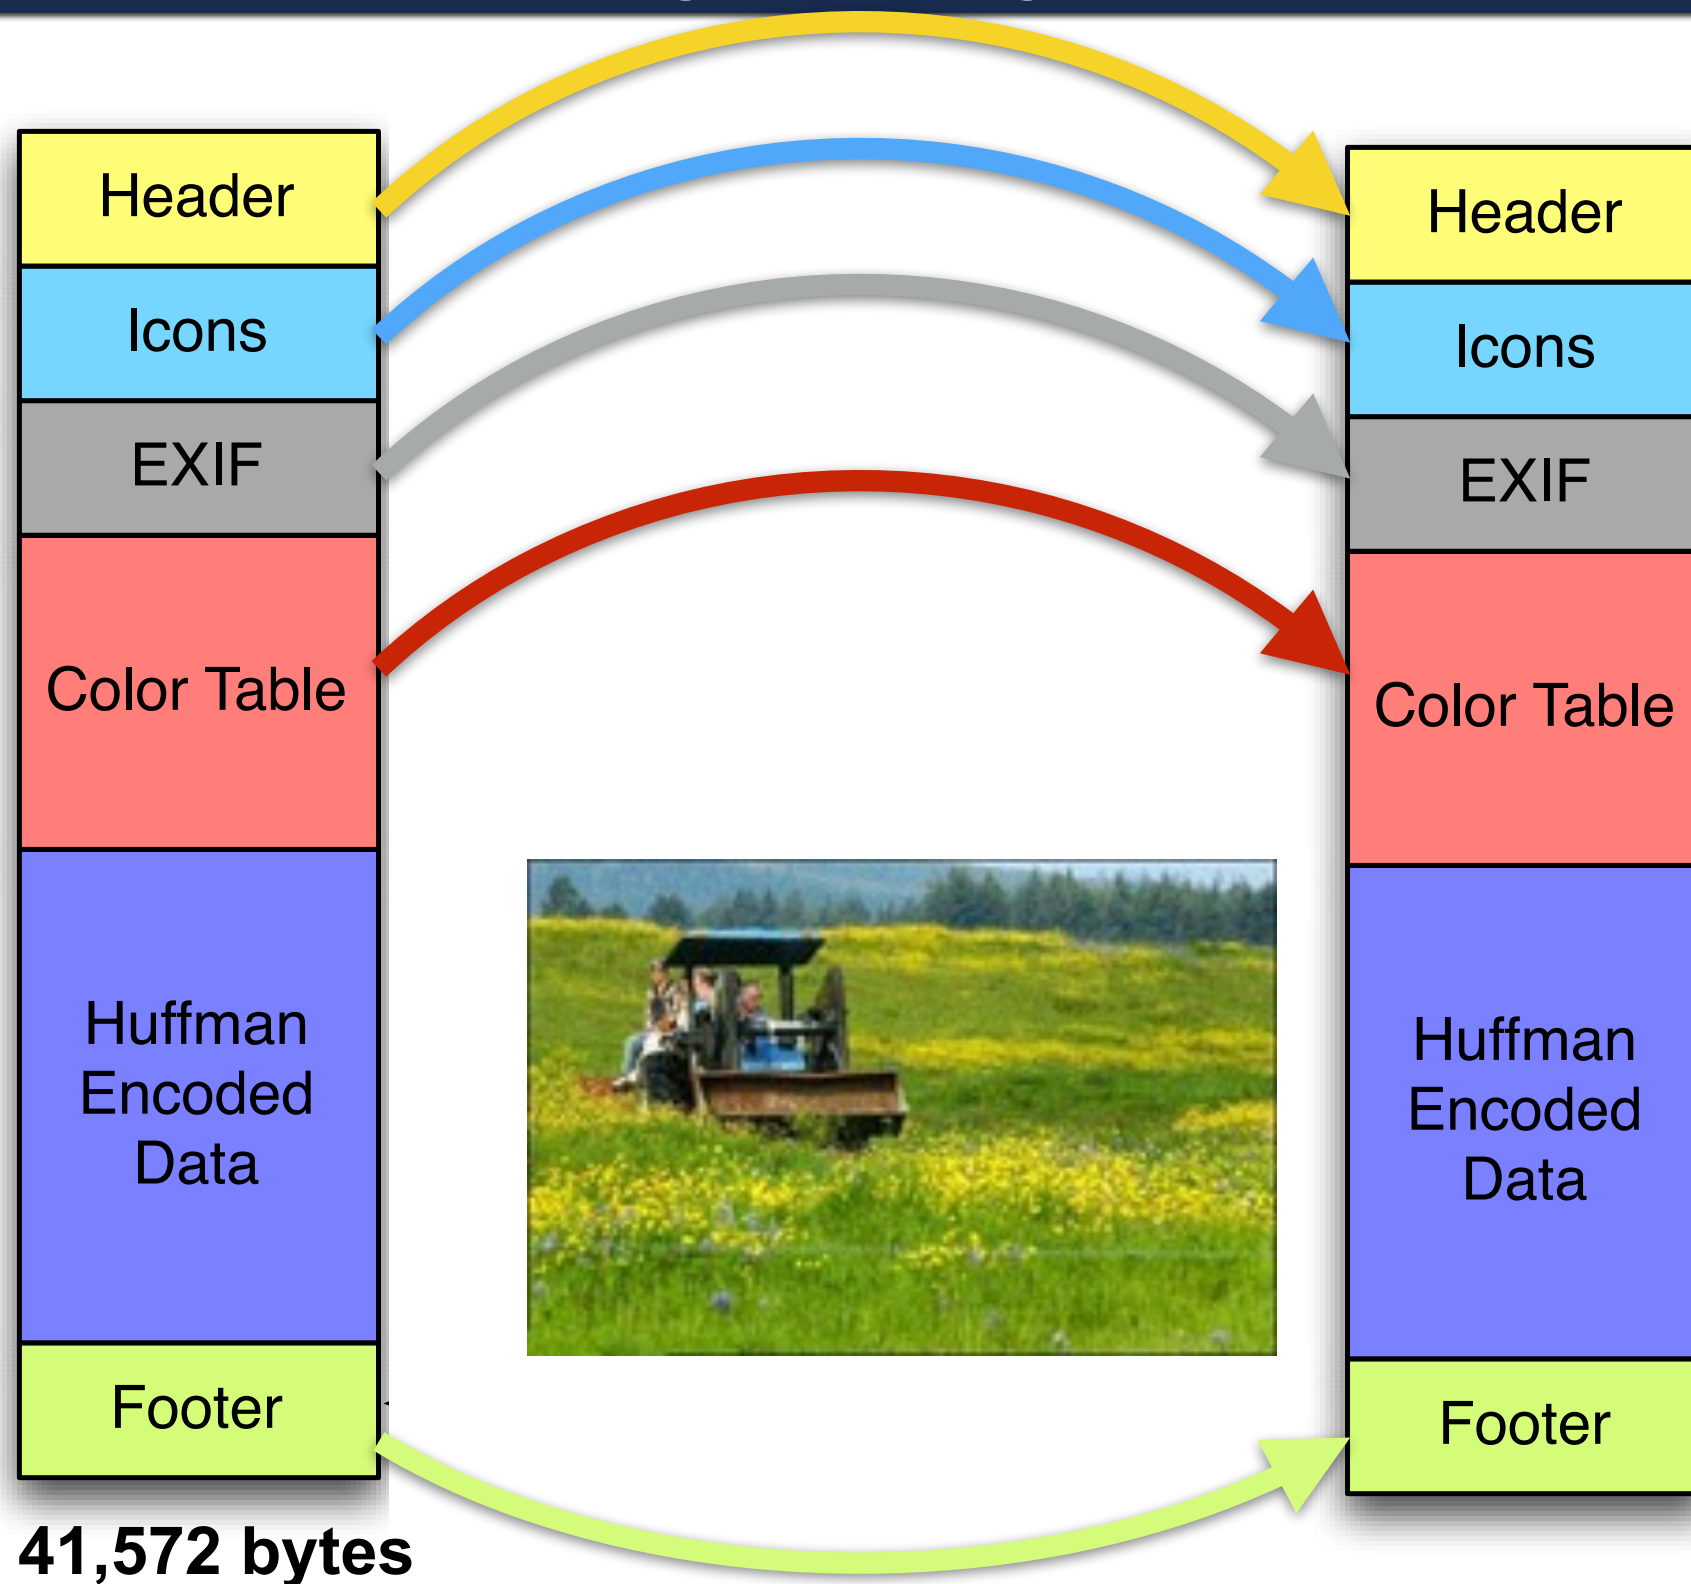 Header
Icons
EXIF
Color Table
Huffman
Encoded
Data
Footer
41,572 bytes
Header
Icons
EXIF
Color Table
Huffman
Encoded
Data
Footer